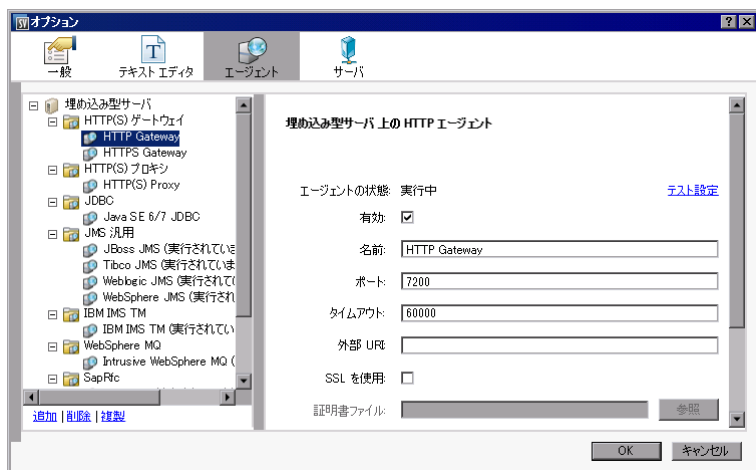 SV オプション
一般
テキスト エディタ
エージェント
サーバ
埋め込み型サーバ
HTTP(S) ゲートウェイ
HTTP Gateway
HTTPS Gateway
HTTP(S) プロキシ
HTTP(S) Proxy
JDBC
Java SE 6/7 JDBC
JMS 汎用
JBoss JMS (実行されていま
Tibco JMS (実行されていま
Weblogic JMS (実行されて(
WebSphere JMS (実行され
IBM IMS TM
IBM IMS TM (実行されてい
WebSphere MQ
Intrusive WebSphere MQ (
SapRfc
追加 | 削除 | 複製
埋め込み型サーバ 上の HTTP エージェント
エージェントの状態: 実行中
テスト設定
有効:
名前: HTTP Gateway
ポート: 7200
タイムアウト: 60000
外部 URI:
SSL を使用:
証明書ファイル:
参照
OK
キャンセル